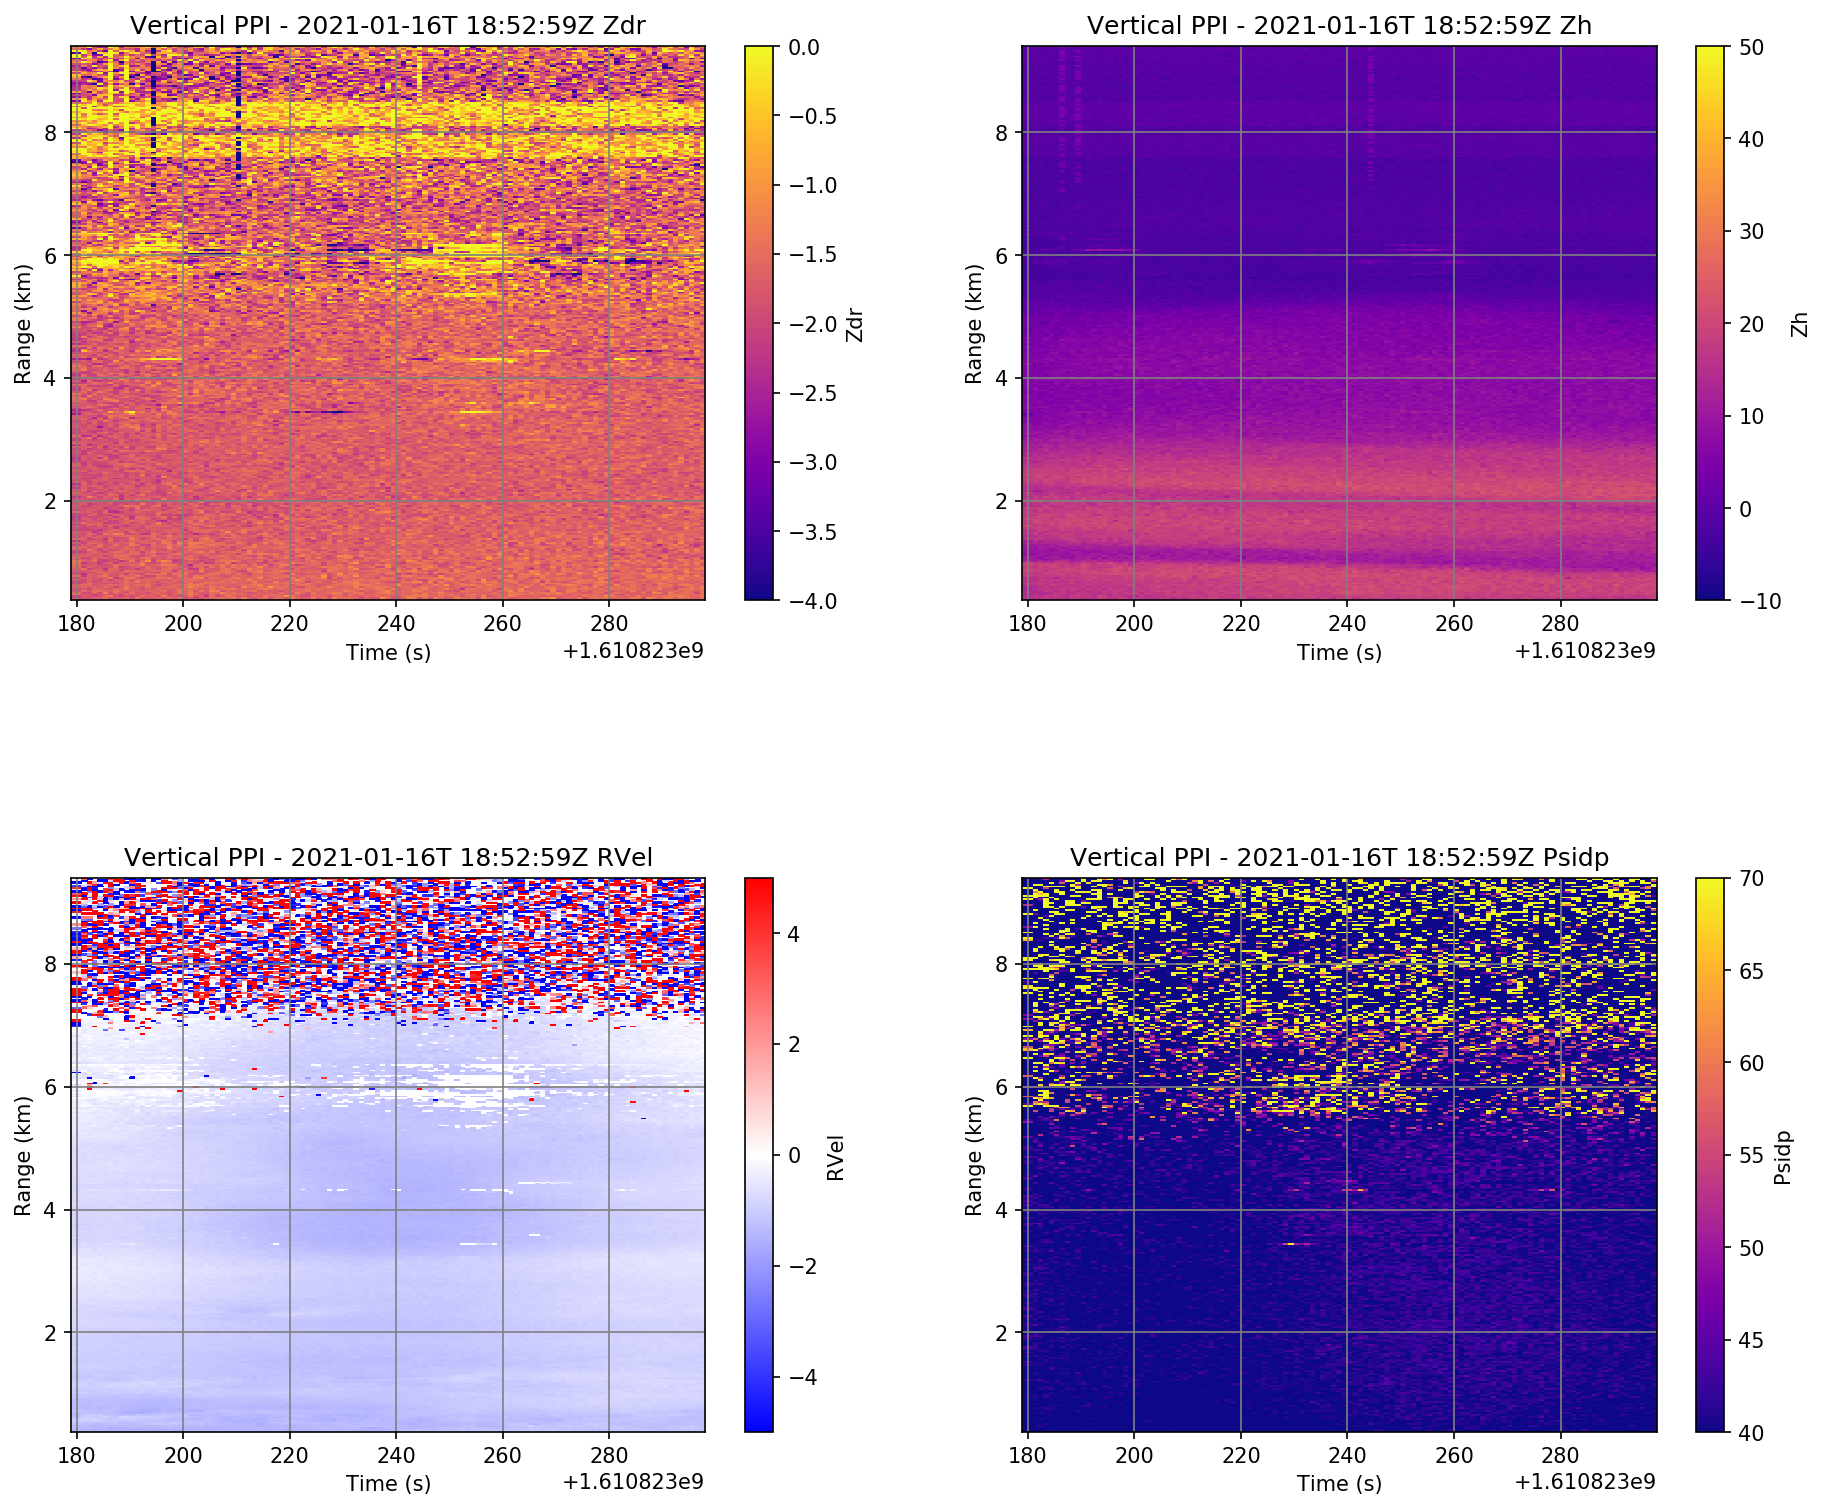 Vertical PPI - 2021-01-16T 18:52:59Z Zdr
Range (km)
8
6
4
2
180 200 220 240 260 280
Time (s)
+1.610823e9
0.0
−0.5
−1.0
−1.5
−2.0
−2.5
−3.0
−3.5
−4.0
Zdr
Vertical PPI - 2021-01-16T 18:52:59Z Zh
Range (km)
8
6
4
2
180 200 220 240 260 280
Time (s)
+1.610823e9
50
40
30
20
10
0
−10
Zh
Vertical PPI - 2021-01-16T 18:52:59Z RVel
Range (km)
8
6
4
2
180 200 220 240 260 280
Time (s)
+1.610823e9
4
2
0
−2
−4
RVel
Vertical PPI - 2021-01-16T 18:52:59Z Psidp
Range (km)
8
6
4
2
180 200 220 240 260 280
Time (s)
+1.610823e9
70
65
60
55
50
45
40
Psidp